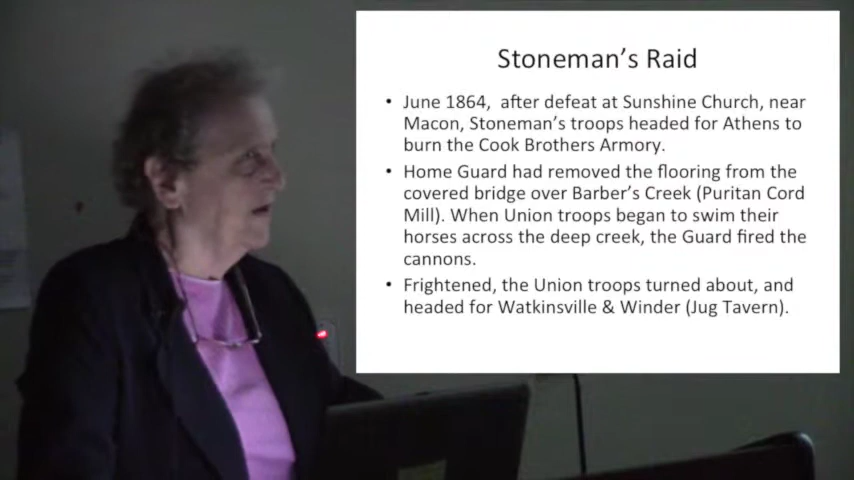 Stoneman's Raid
• June 1864, after defeat at Sunshine Church, near
Macon, Stoneman's troops headed for Athens to
burn the Cook Brothers Armory.
• Home Guard had removed the flooring from the
covered bridge over Barber's Creek (Puritan Cord
Mill). When Union troops began to swim their
horses across the deep creek, the Guard fired the
cannons.
• Frightened, the Union troops turned about, and
headed for Watkinsville & Winder (Jug Tavern).